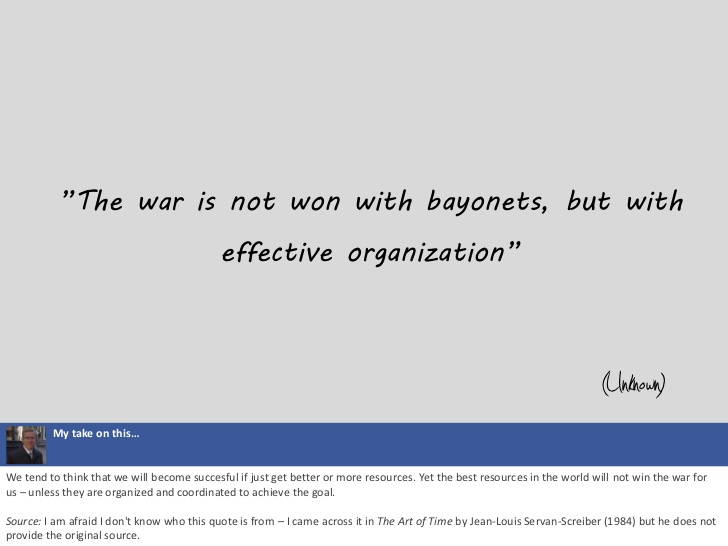 ”The war is not won with bayonets, but with
effective organization”
(Unknown)
My take on this…
We tend to think that we will become succesful if just get better or more resources. Yet the best resources in the world will not win the war for
us – unless they are organized and coordinated to achieve the goal.
Source: I am afraid I don't know who this quote is from – I came across it in The Art of Time by Jean-Louis Servan-Screiber (1984) but he does not
provide the original source.